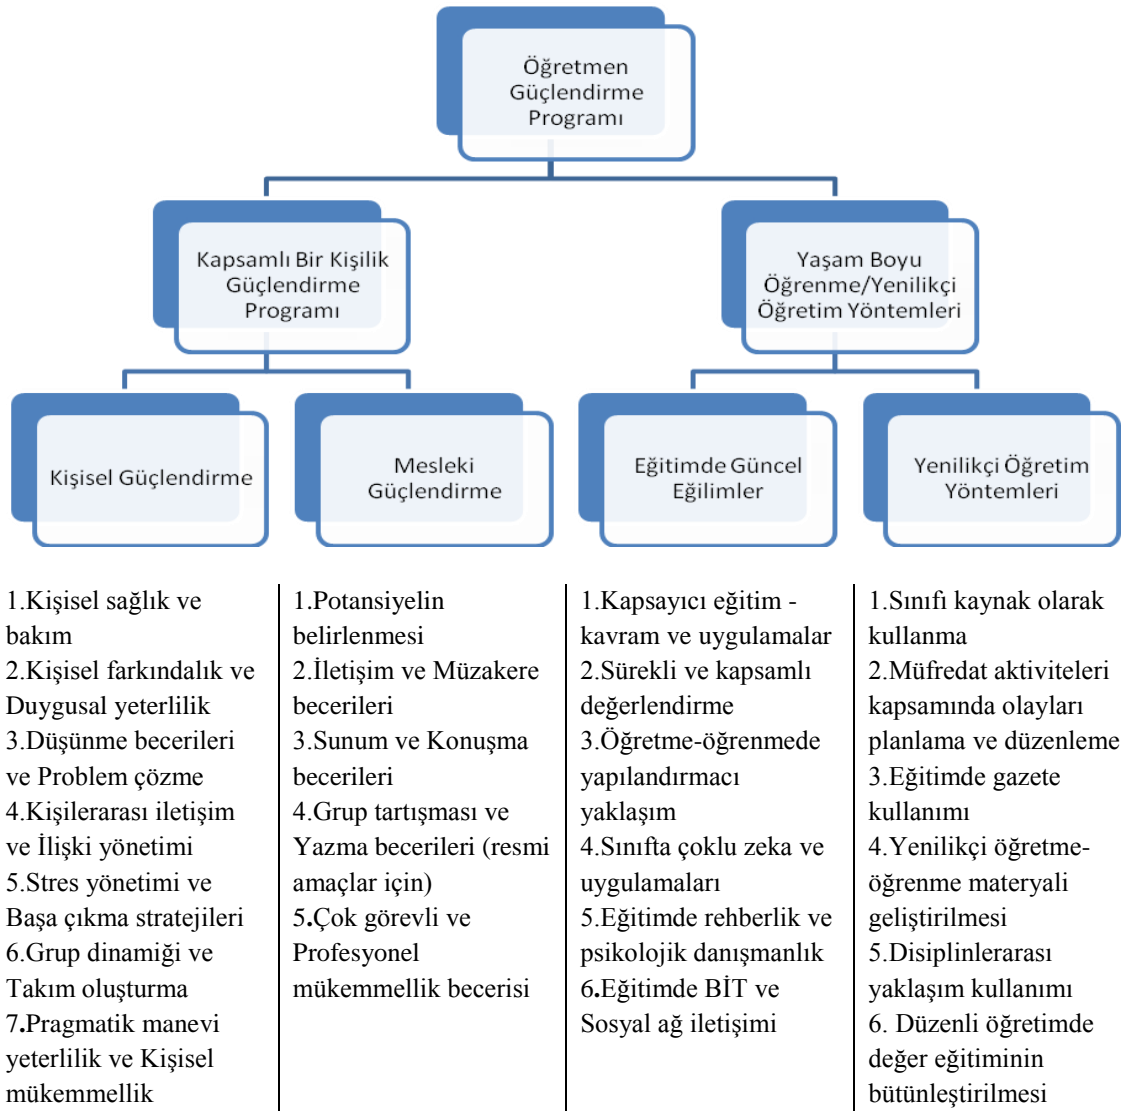 Öğretmen
Güçlendirme
Programı
Kapsamlı Bir Kişilik
Güçlendirme
Programı
Yaşam Boyu
Öğrenme/Yenilikçi
Öğretim Yöntemleri
Kişisel Güçlendirme
Mesleki
Güçlendirme
Eğitimde Güncel
Eğilimler
Yenilikçi Öğretim
Yöntemleri
1.Kişisel sağlık ve
bakım
2.Kişisel farkındalık ve
Duygusal yeterlilik
3.Düşünme becerileri
ve Problem çözme
4.Kişilerarası iletişim
ve İlişki yönetimi
5.Stres yönetimi ve
Başa çıkma stratejileri
6.Grup dinamiği ve
Takım oluşturma
7.Pragmatik manevi
yeterlilik ve Kişisel
mükemmellik
1.Potansiyelin
belirlenmesi
2.İletişim ve Müzakere
becerileri
3.Sunum ve Konuşma
becerileri
4.Grup tartışması ve
Yazma becerileri (resmi
amaçlar için)
5.Çok görevli ve
Profesyonel
mükemmellik becerisi
1.Kapsayıcı eğitim -
kavram ve uygulamalar
2.Sürekli ve kapsamlı
değerlendirme
3.Öğretme-öğrenmede
yapılandırmacı
yaklaşım
4.Sınıfta çoklu zeka ve
uygulamaları
5.Eğitimde rehberlik ve
psikolojik danışmanlık
6.Eğitimde BİT ve
Sosyal ağ iletişimi
1.Sınıfı kaynak olarak
kullanma
2.Müfredat aktiviteleri
kapsamında olayları
planlama ve düzenleme
3.Eğitimde gazete
kullanımı
4.Yenilikçi öğretme-
öğrenme materyali
geliştirilmesi
5.Disiplinlerarası
yaklaşım kullanımı
6. Düzenli öğretimde
değer eğitiminin
bütünleştirilmesi